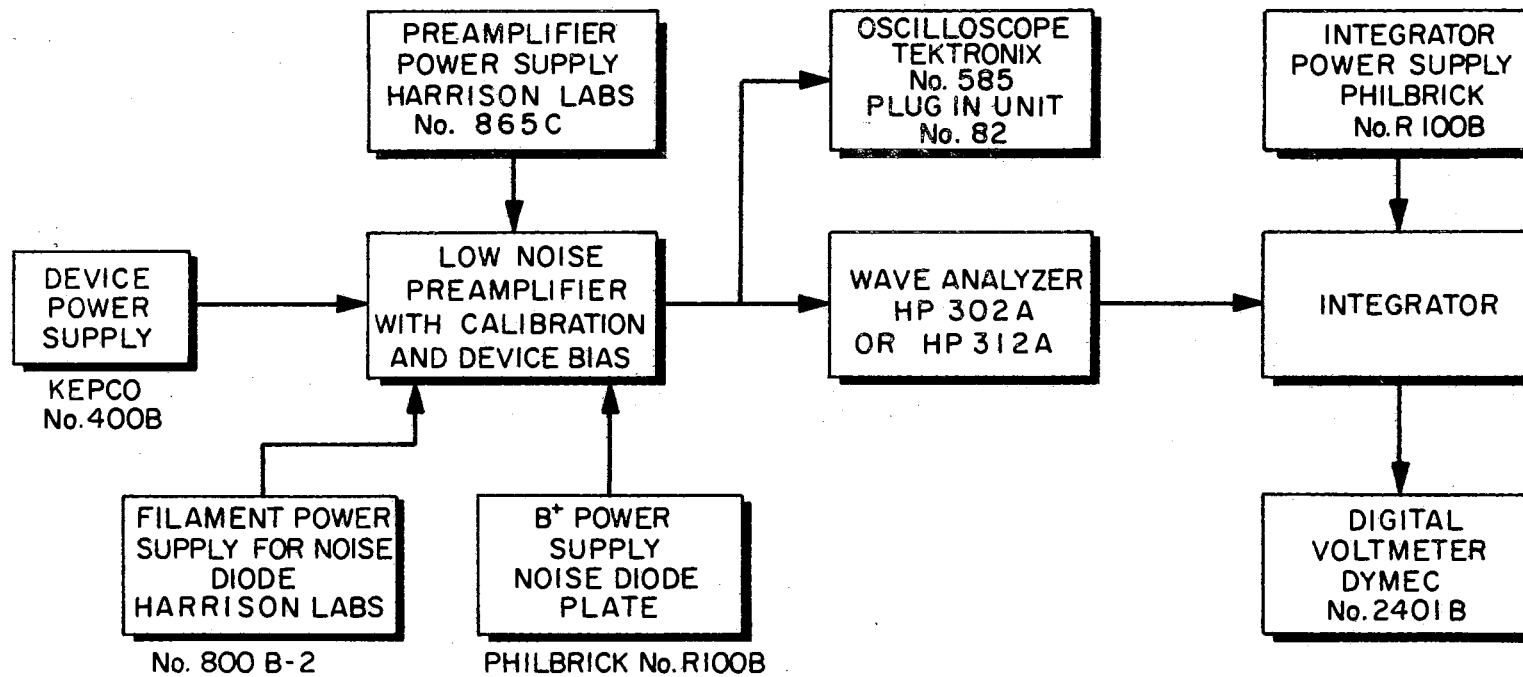 PREAMPLIFIER
POWER SUPPLY
HARRISON LABS
No. 865C
OSCILLOSCOPE
TEKTRONIX
No. 585
PLUG IN UNIT
No. 82
INTEGRATOR
POWER SUPPLY
PHILBRICK
No. R100B
DEVICE
POWER
SUPPLY
KEPCO
No. 400B
LOW NOISE
PREAMPLIFIER
WITH CALIBRATION
AND DEVICE BIAS
WAVE ANALYZER
HP 302A
OR HP 312A
INTEGRATOR
FILAMENT POWER
SUPPLY FOR NOISE
DIODE
HARRISON LABS
No. 800 B-2
B+ POWER
SUPPLY
NOISE DIODE
PLATE
PHILBRICK No. R100B
DIGITAL
VOLTMETER
DYMEC
No. 2401B